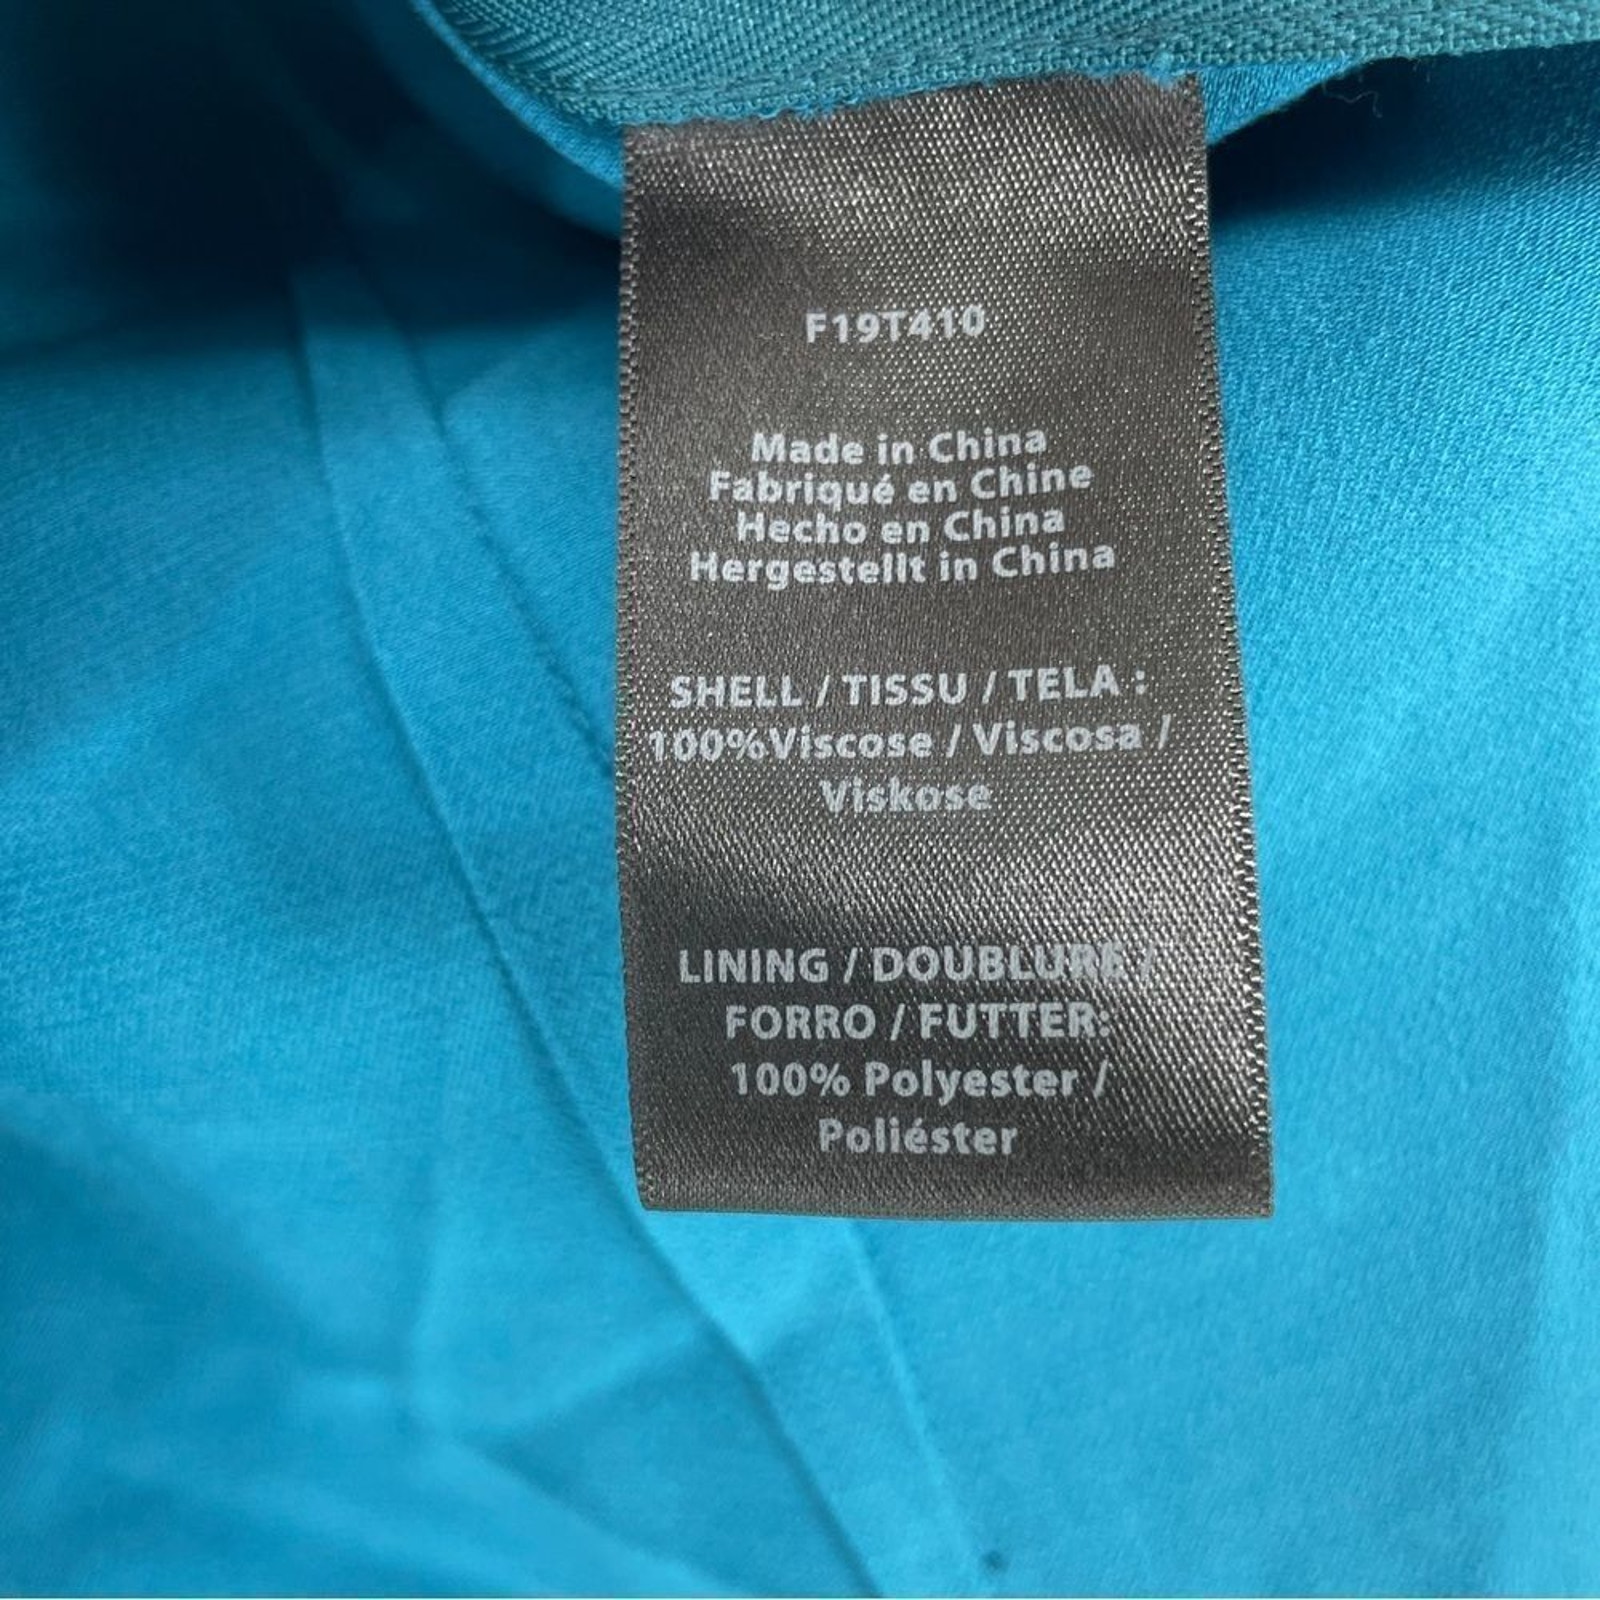 F19T410
Made in China
Fabriqué en Chine
Hecho en China
Hergestellt in China
SHELL / TISSU / TELA :
100%Viscose / Viscosa /
Viskose
LINING / DOUBLURE /
FORRO / FUTTER:
100% Polyester /
Poliéster